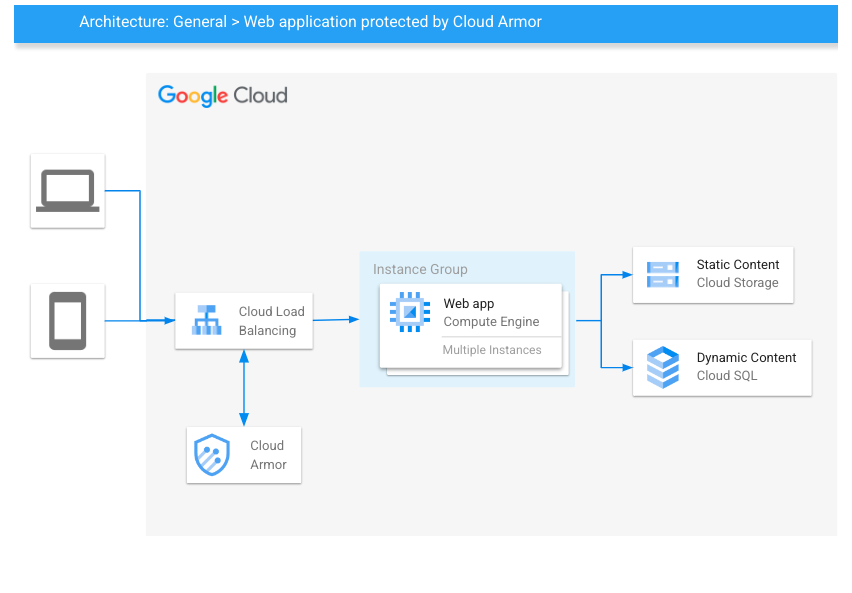 Architecture: General > Web application protected by Cloud Armor
Google Cloud
Instance Group
Web app
Compute Engine
Multiple Instances
Static Content
Cloud Storage
Cloud Load
Balancing
Dynamic Content
Cloud SQL
Cloud
Armor